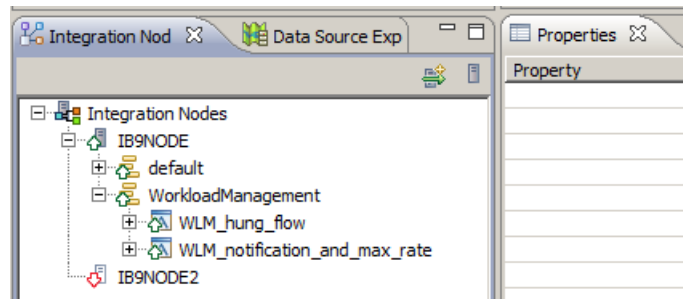 Integration Nod Data Source Exp Properties
Property
Integration Nodes
IB9NODE
default
WorkloadManagement
WLM_hung_flow
WLM_notification_and_max_rate
IB9NODE2